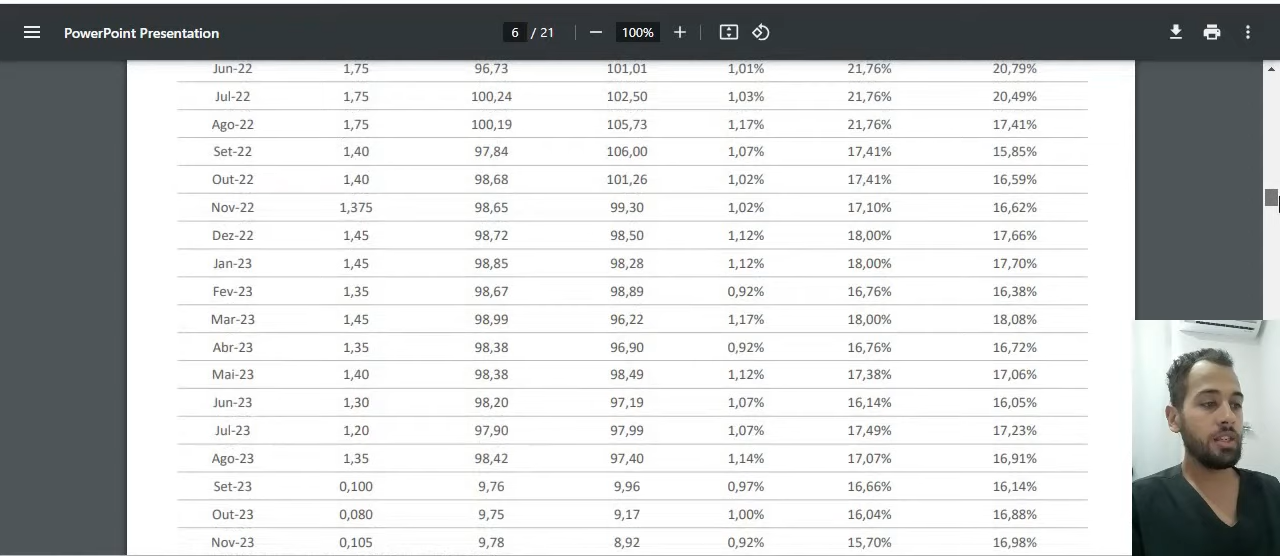 PowerPoint Presentation 6 / 21 100%
Jun-22 1,75 96,73 101,01 1,01% 21,76% 20,79%
Jul-22 1,75 100,24 102,50 1,03% 21,76% 20,49%
Ago-22 1,75 100,19 105,73 1,17% 21,76% 17,41%
Set-22 1,40 97,84 106,00 1,07% 17,41% 15,85%
Out-22 1,40 98,68 101,26 1,02% 17,41% 16,59%
Nov-22 1,375 98,65 99,30 1,02% 17,10% 16,62%
Dez-22 1,45 98,72 98,50 1,12% 18,00% 17,66%
Jan-23 1,45 98,85 98,28 1,12% 18,00% 17,70%
Fev-23 1,35 98,67 98,89 0,92% 16,76% 16,38%
Mar-23 1,45 98,99 96,22 1,17% 18,00% 18,08%
Abr-23 1,35 98,38 96,90 0,92% 16,76% 16,72%
Mai-23 1,40 98,38 98,49 1,12% 17,38% 17,06%
Jun-23 1,30 98,20 97,19 1,07% 16,14% 16,05%
Jul-23 1,20 97,90 97,99 1,07% 17,49% 17,23%
Ago-23 1,35 98,42 97,40 1,14% 17,07% 16,91%
Set-23 0,100 9,76 9,96 0,97% 16,66% 16,14%
Out-23 0,080 9,75 9,17 1,00% 16,04% 16,88%
Nov-23 0,105 9,78 8,92 0,92% 15,70% 16,98%